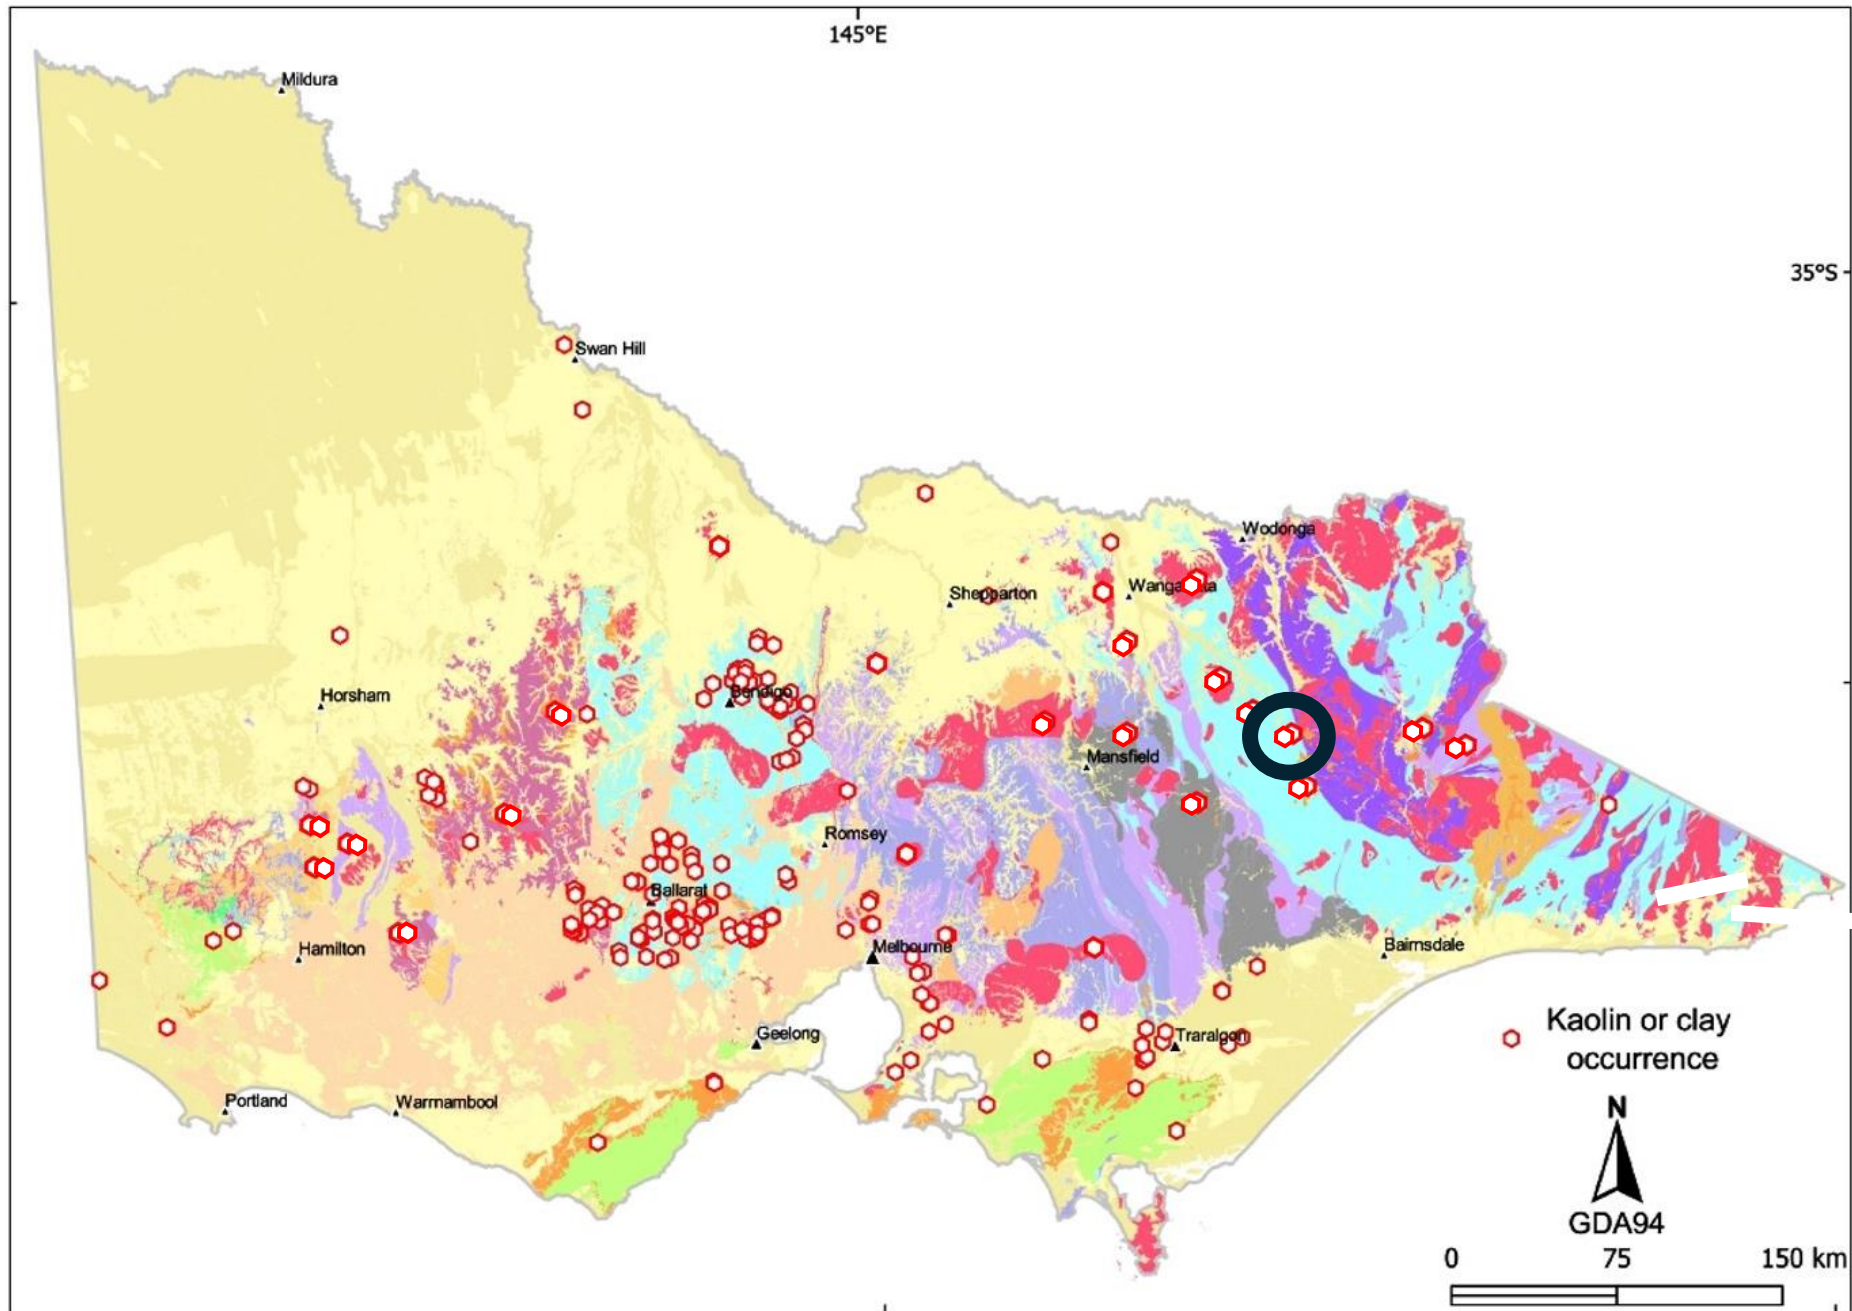 145°E
Mildura
35°S
Swan Hill
Wodonga
Shepparton
Horsham
Bendigo
Mansfield
Romsey
Ballarat
Hamilton
Melbourne
Bairnsdale
Kaolin or clay
occurrence
Geelong
Traralgon
Portland
Warrnambool
N
GDA94
0 75 150 km